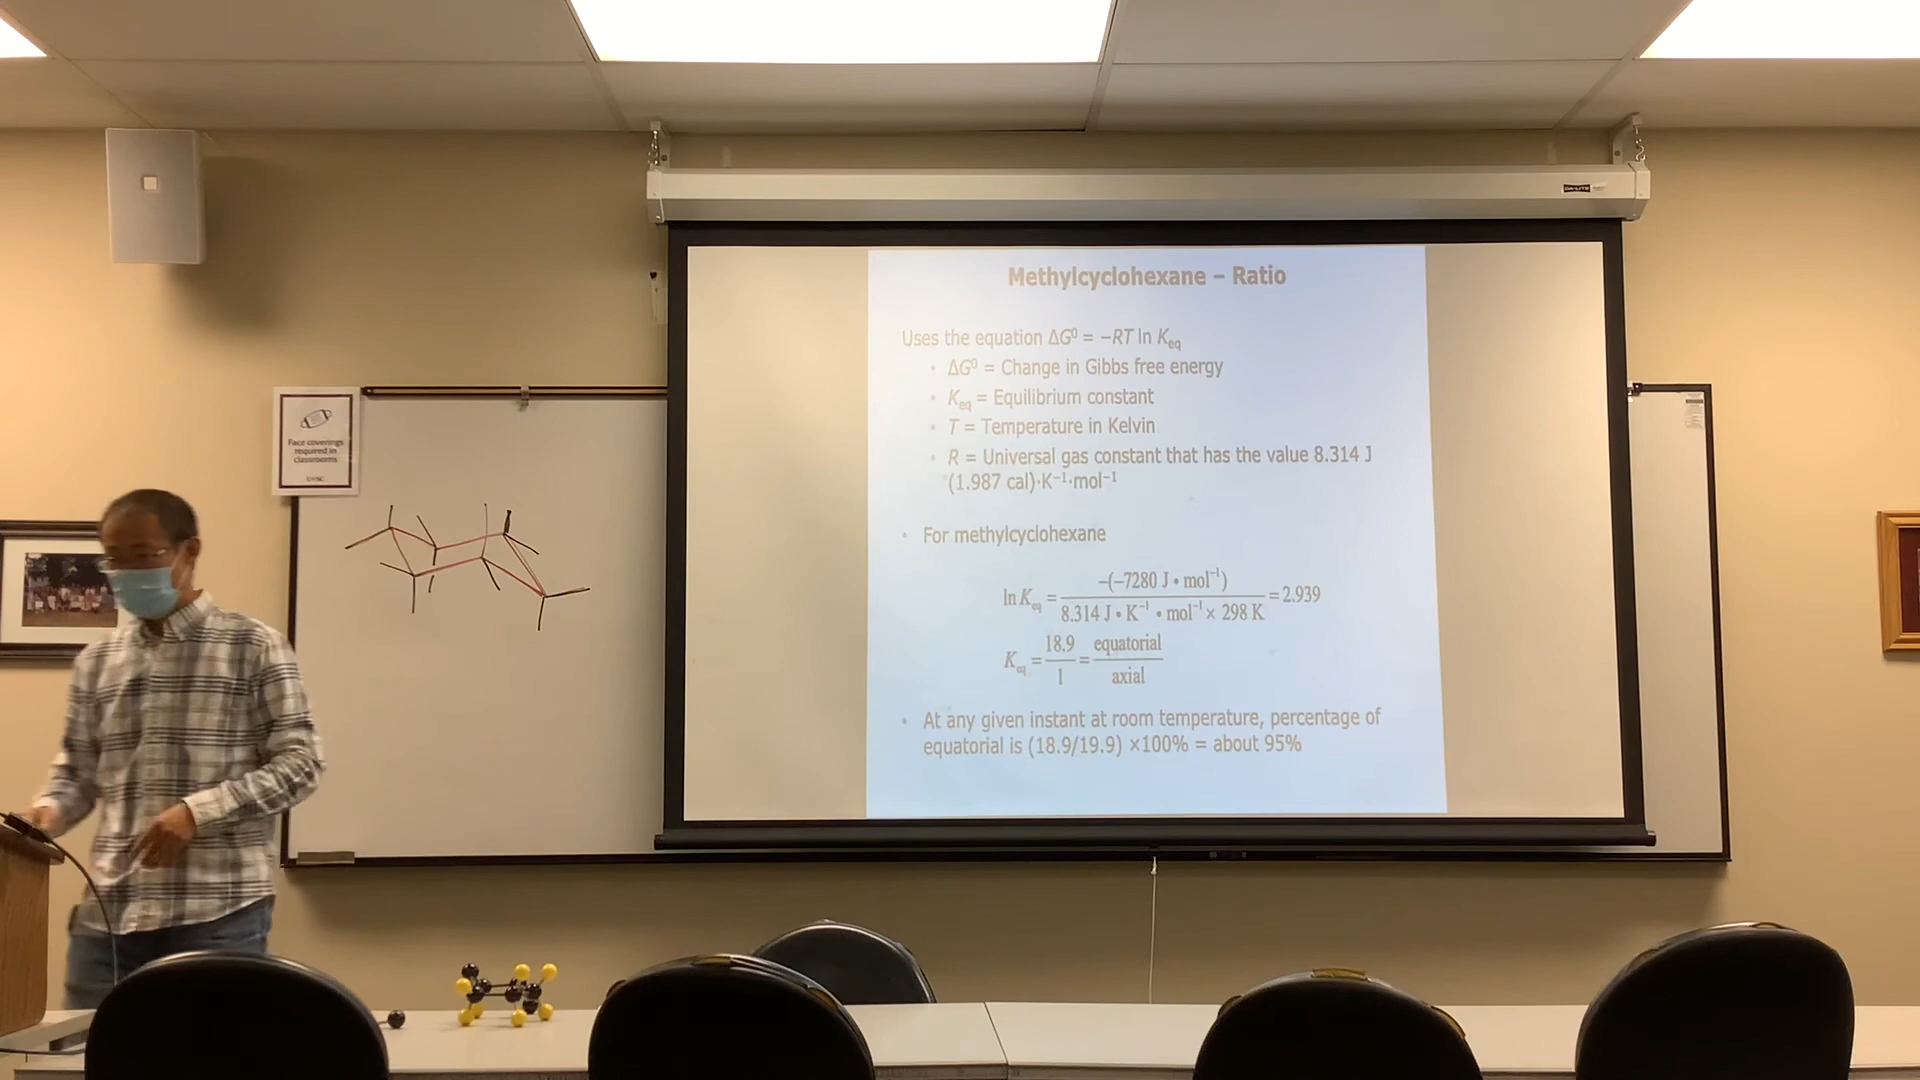 DA-LITE
Methylcyclohexane – Ratio
Uses the equation ΔG⁰ = –RT ln Keq
• ΔG⁰ = Change in Gibbs free energy
• Keq = Equilibrium constant
• T = Temperature in Kelvin
• R = Universal gas constant that has the value 8.314 J
(1.987 cal)·K⁻¹·mol⁻¹
• For methylcyclohexane
ln Keq = –(–7280 J • mol⁻¹) / 8.314 J • K⁻¹ • mol⁻¹ × 298 K = 2.939
Keq = 18.9 / 1 = equatorial / axial
• At any given instant at room temperature, percentage of
equatorial is (18.9/19.9) ×100% = about 95%
Face coverings
required in
classrooms